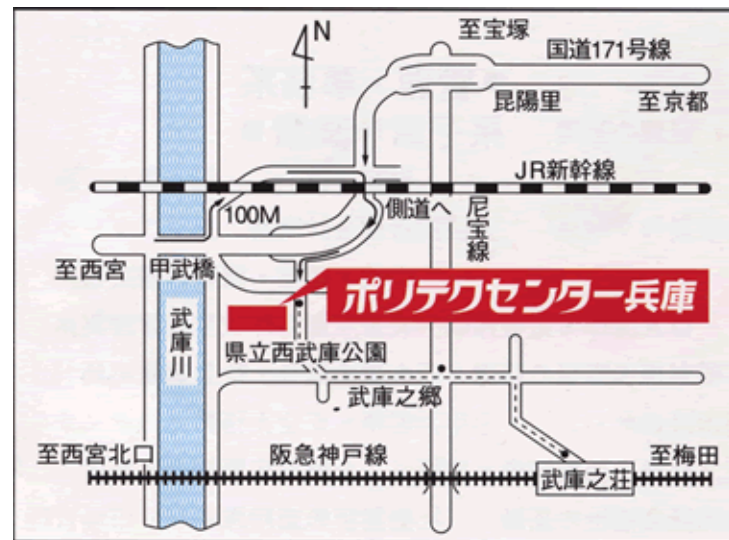 N
至宝塚
国道171号線
昆陽里
至京都
JR新幹線
100M
側道へ
尼宝線
至西宮
甲武橋
ポリテクセンター兵庫
武庫川
県立西武庫公園
武庫之郷
至西宮北口
阪急神戸線
武庫之荘
至梅田